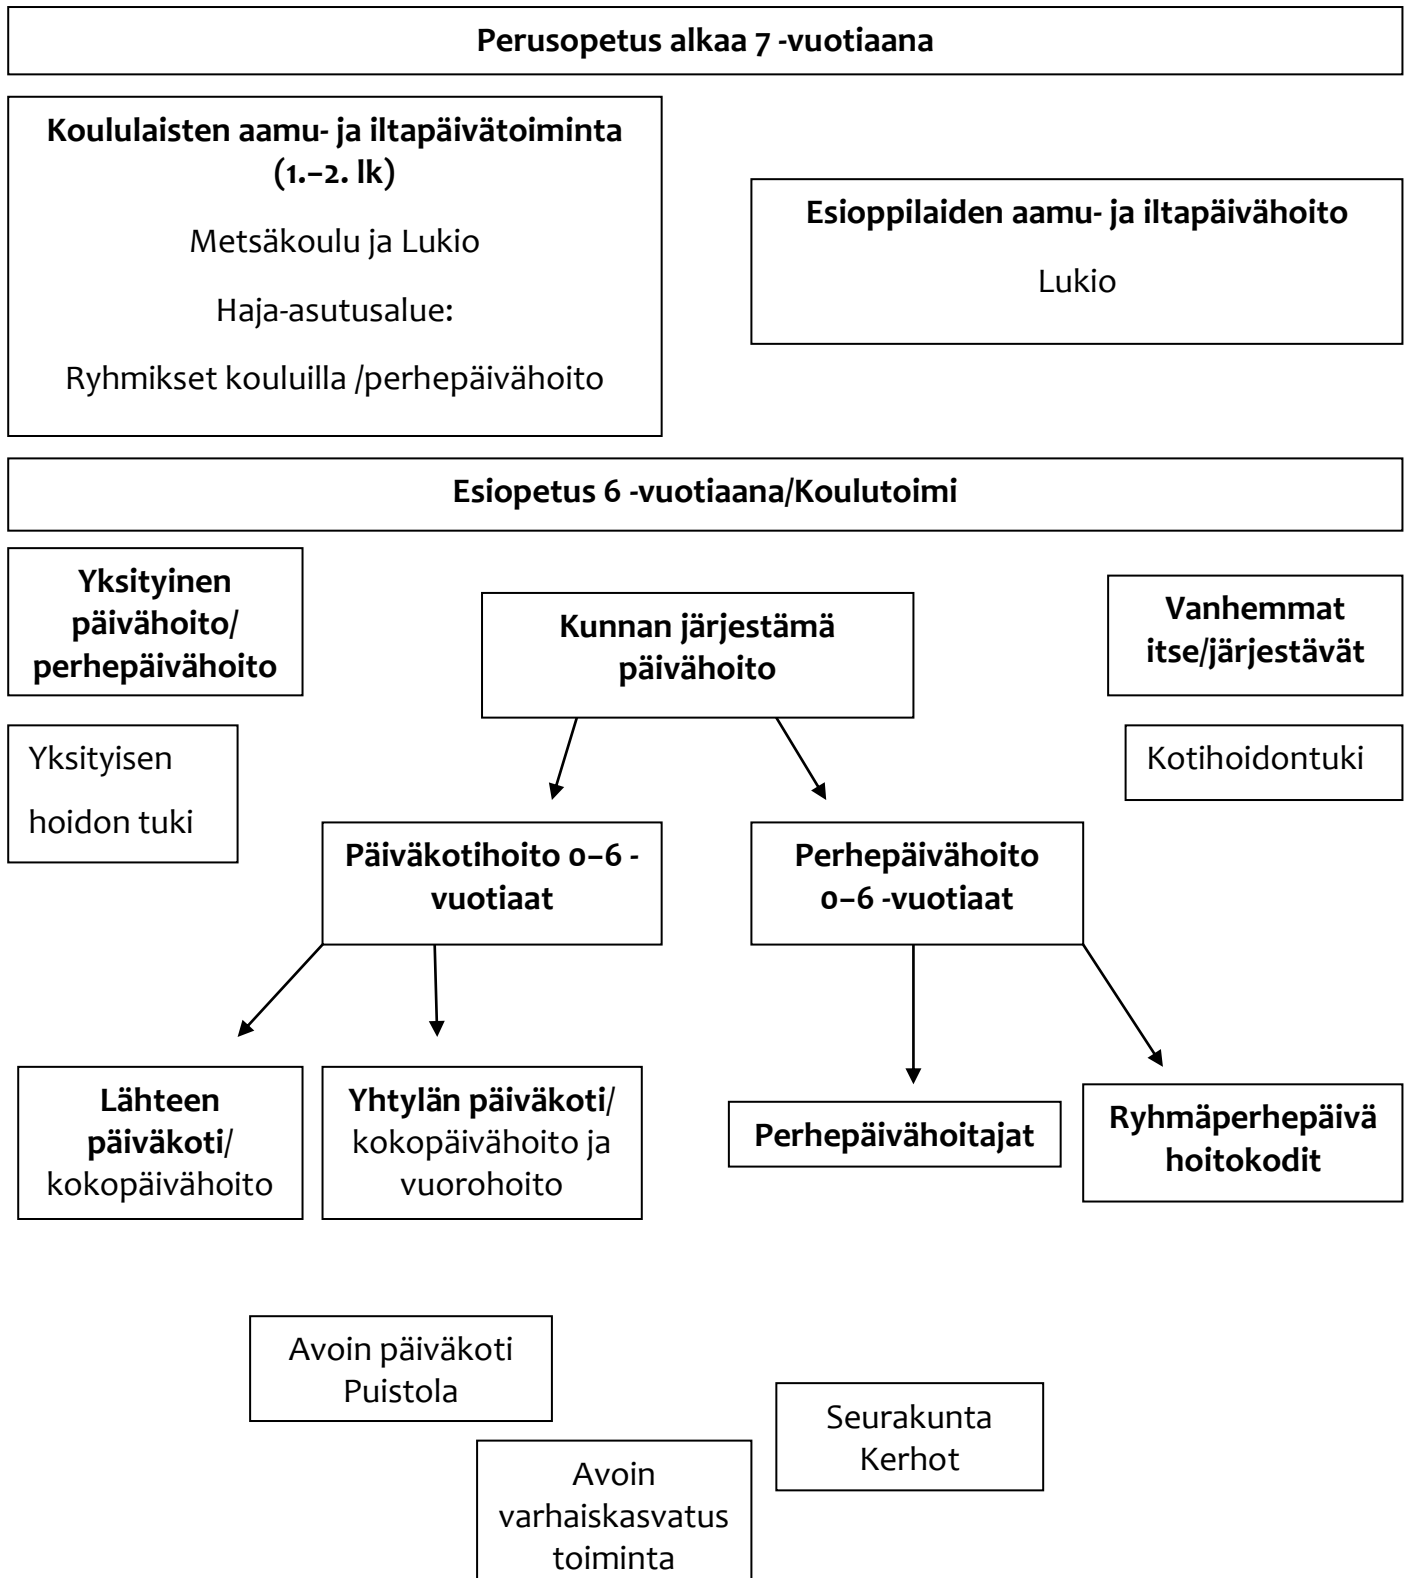 Perusopetus alkaa 7 -vuotiaana
Koululaisten aamu- ja iltapäivätoiminta
(1.–2. lk)
Metsäkoulu ja Lukio
Haja-asutusalue:
Ryhmikset kouluilla /perhepäivähoito
Esioppilaiden aamu- ja iltapäivähoito
Lukio
Esiopetus 6 -vuotiaana/Koulutoimi
Yksityinen
päivähoito/
perhepäivähoito
Kunnan järjestämä
päivähoito
Vanhemmat
itse/järjestävät
Yksityisen
hoidon tuki
Kotihoidontuki
Päiväkotihoito 0–6 -
vuotiaat
Perhepäivähoito
0–6 -vuotiaat
Lähteen
päiväkoti/
kokopäivähoito
Yhtylän päiväkoti/
kokopäivähoito ja
vuorohoito
Perhepäivähoitajat
Ryhmäperhepäivä
hoitokodit
Avoin päiväkoti
Puistola
Seurakunta
Kerhot
Avoin
varhaiskasvatus
toiminta